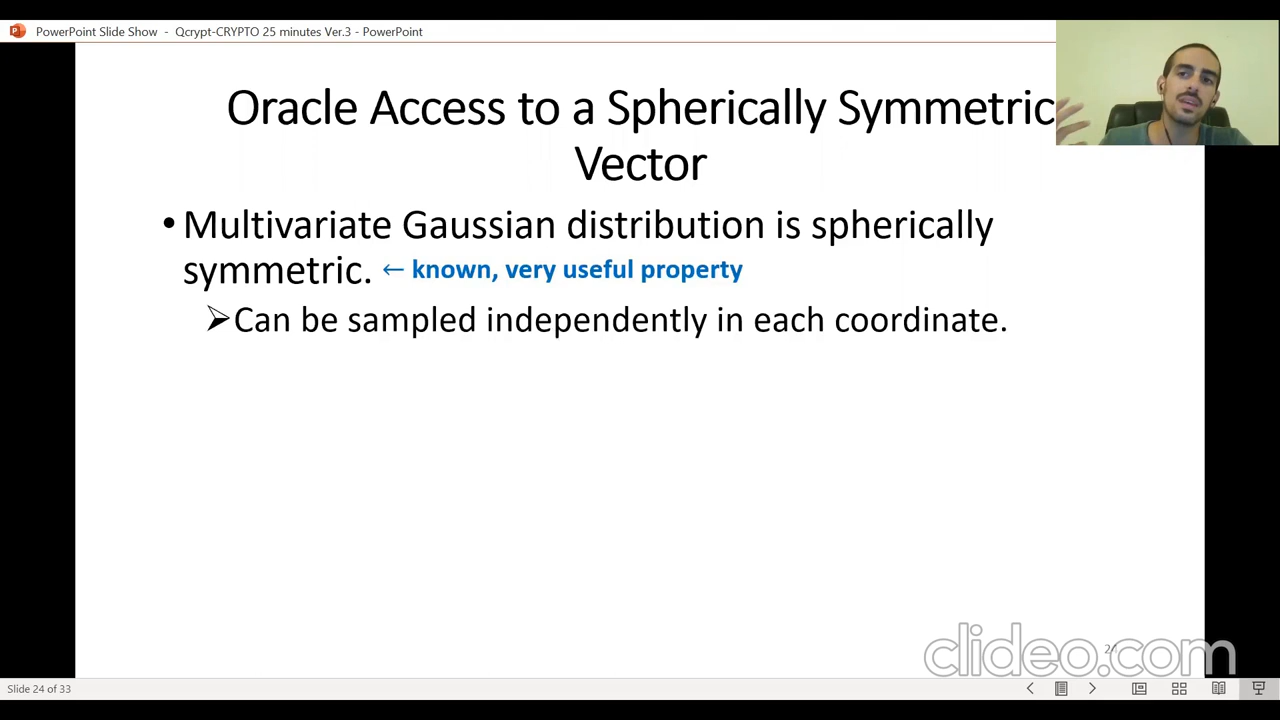 PowerPoint Slide Show - Qcrypt-CRYPTO 25 minutes Ver.3 - PowerPoint
Oracle Access to a Spherically Symmetric
Vector
• Multivariate Gaussian distribution is spherically
symmetric. ← known, very useful property
➢ Can be sampled independently in each coordinate.
clideo.com
Slide 24 of 33